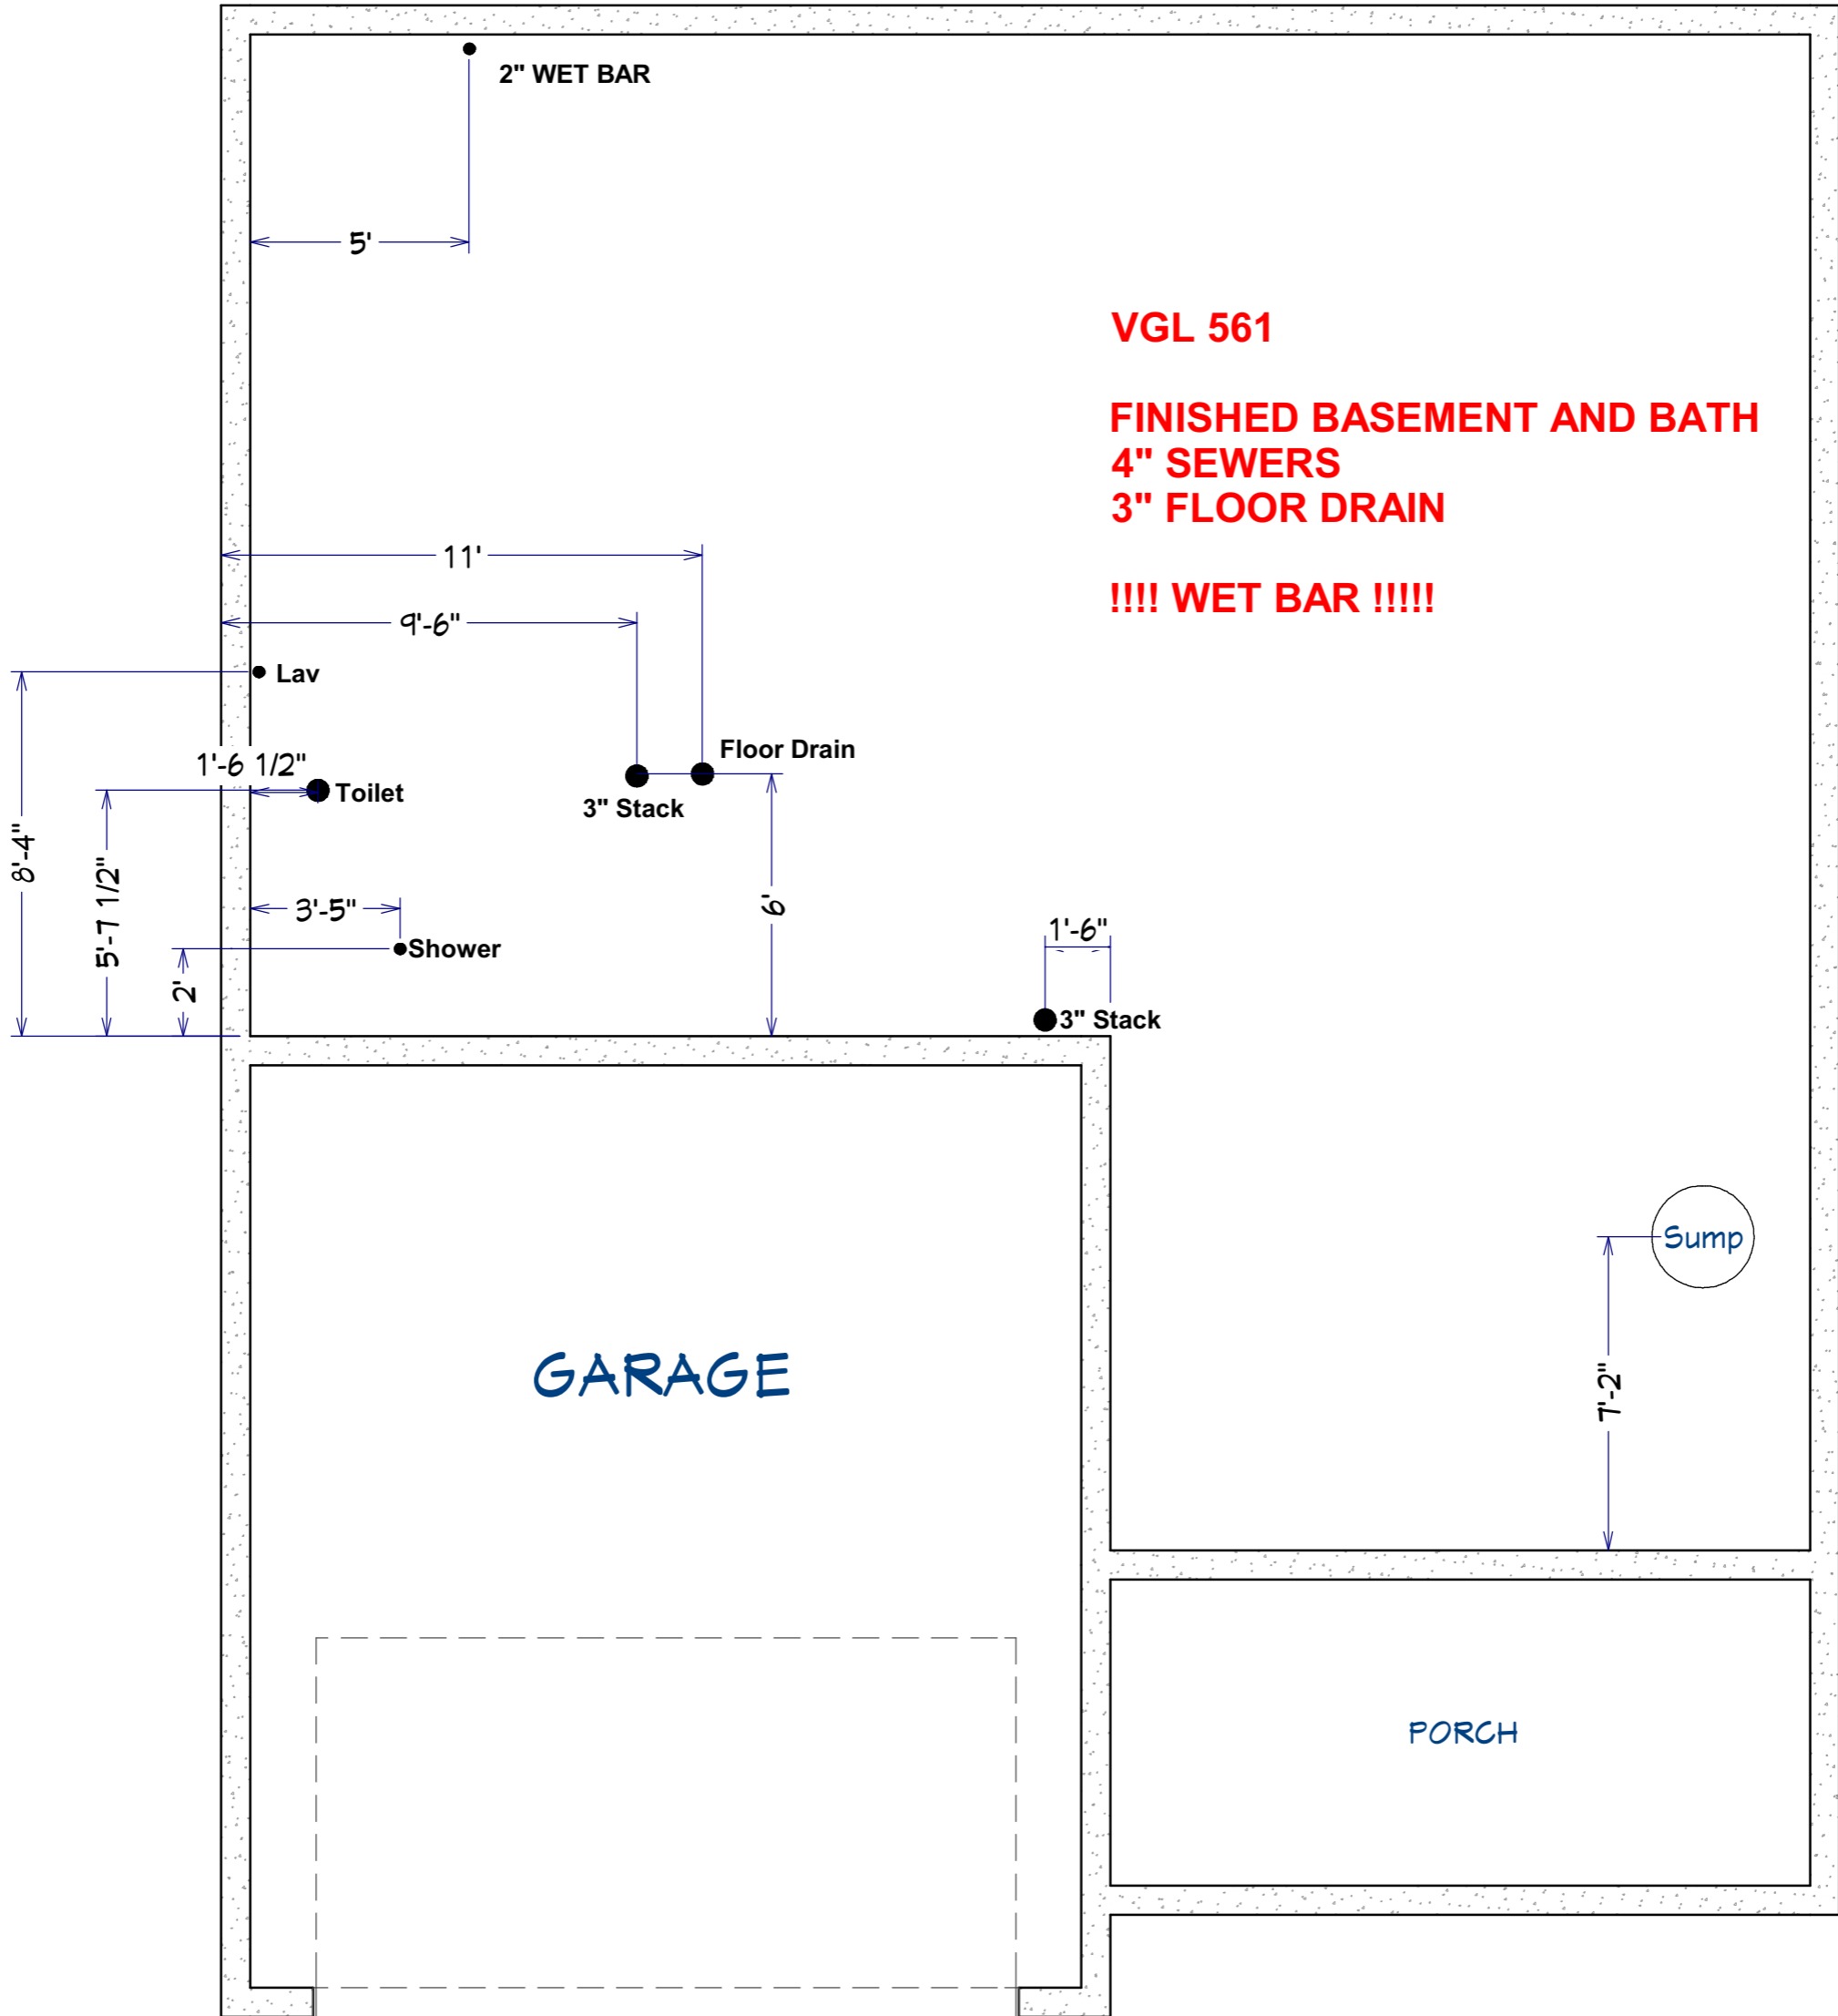 2" WET BAR
5'
VGL 561
FINISHED BASEMENT AND BATH
4" SEWERS
3" FLOOR DRAIN
!!!! WET BAR !!!!!
11'
9'-6"
Lav
Floor Drain
1'-6 1/2"
Toilet
3" Stack
8'-4"
5'-7 1/2"
3'-5"
6'
1'-6"
Shower
2'
3" Stack
Sump
GARAGE
7'-2"
PORCH